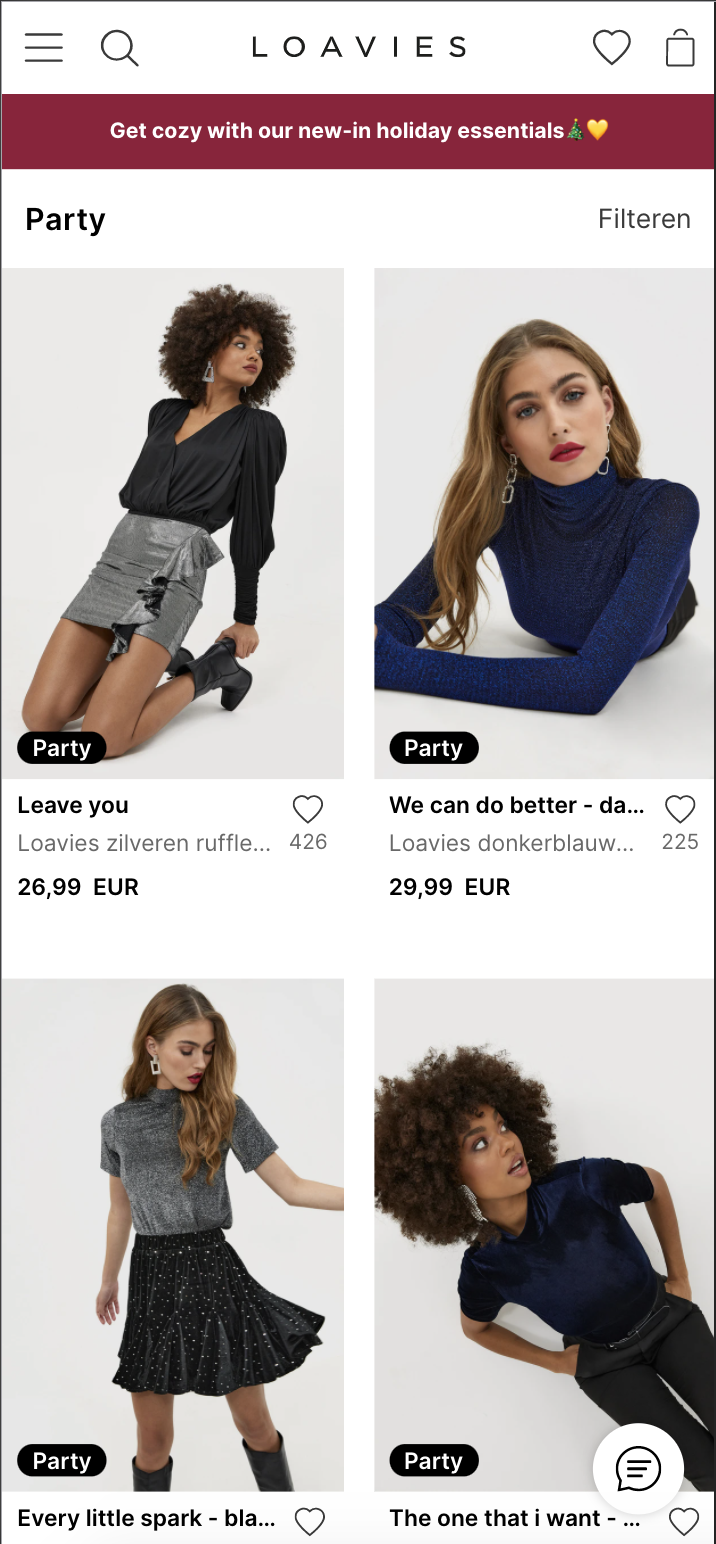 LOAVIES
Get cozy with our new-in holiday essentials🎄💛
Party
Filteren
Party
Party
Leave you
We can do better - da...
Loavies zilveren ruffle...
426
Loavies donkerblauw...
225
26,99 EUR
29,99 EUR
Party
Party
Every little spark - bla...
The one that i want - ...